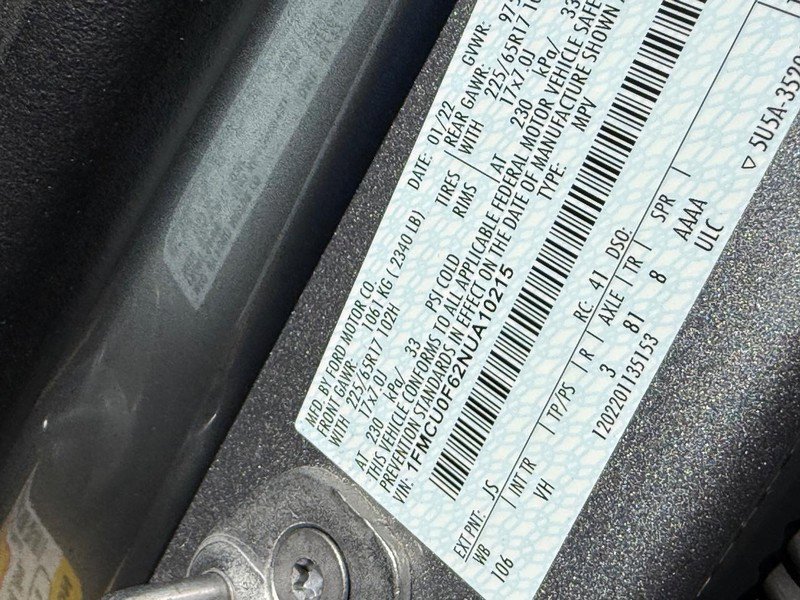 MFD BY FORD MOTOR CO. DATE: 01/22 GVWR:
FRONT GAWR: 1061 KG ( 2340 LB) REAR GAWR:
WITH 225/65R17 102H TIRES WITH 225/65R17
17x7.0J RIMS 17x7.0J
AT 230 kPa/ 33 PSI COLD AT 230 kPa/ 33
THIS VEHICLE CONFORMS TO ALL APPLICABLE FEDERAL MOTOR VEHICLE
PREVENTION STANDARDS IN EFFECT ON THE DATE OF MANUFACTURE SHOWN
VIN: 1FMCU0F62NUA10215 TYPE: MPV
EXT PNT: JS RC: 41 DSO:
WB INT TR TP/PS R AXLE TR SPR
106 VH 3 81 8 AAAA
1202201135153 ULC
▽ 5U5A-